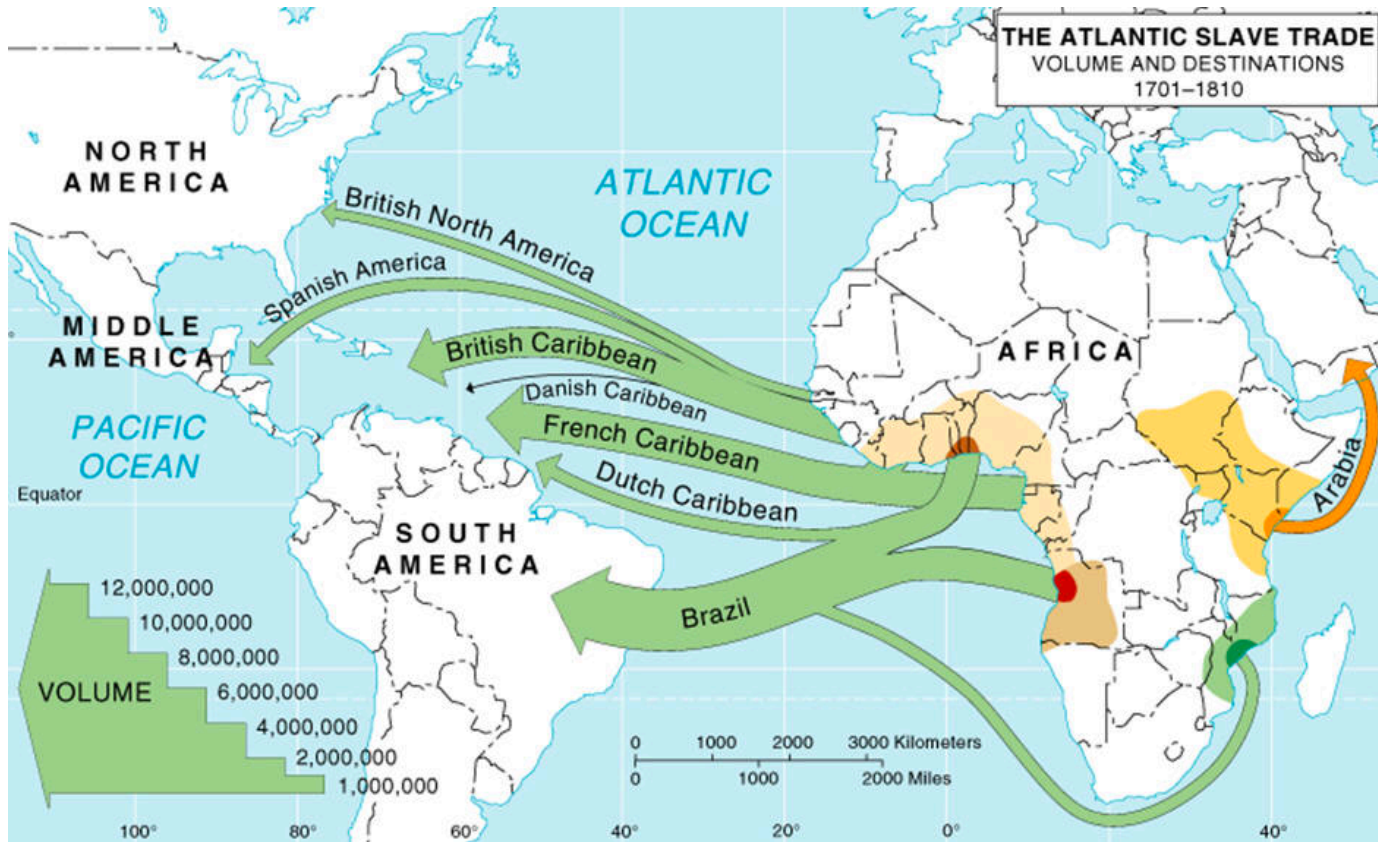 THE ATLANTIC SLAVE TRADE
VOLUME AND DESTINATIONS
1701–1810
NORTH
AMERICA
ATLANTIC
OCEAN
British North America
Spanish America
MIDDLE
AMERICA
British Caribbean
AFRICA
Danish Caribbean
PACIFIC
OCEAN
French Caribbean
Arabia
Equator
Dutch Caribbean
SOUTH
AMERICA
Brazil
12,000,000
10,000,000
8,000,000
VOLUME
6,000,000
4,000,000
2,000,000
1,000,000
0 1000 2000 3000 Kilometers
0 1000 2000 Miles
100° 80° 60° 40° 20° 0° 20° 40°